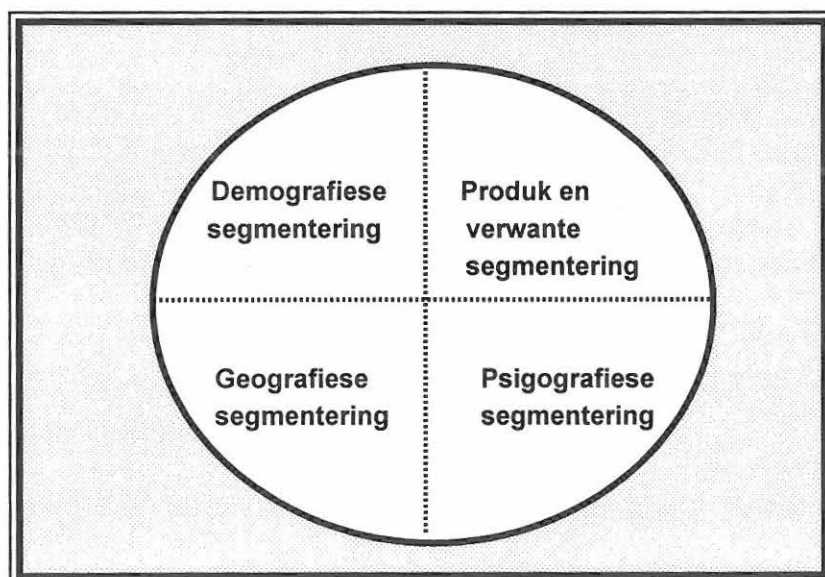 Demografiese
segmentering
Produk en
verwante
segmentering
Geografiese
segmentering
Psigografiese
segmentering